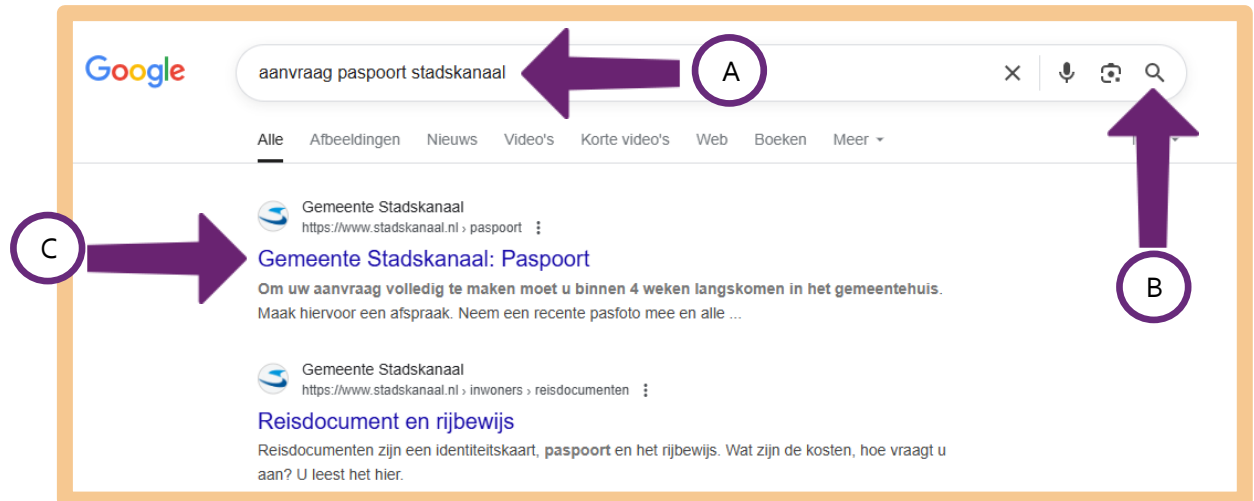 Google
aanvraag paspoort stadskanaal
A
Alle Afbeeldingen Nieuws Video's Korte video's Web Boeken Meer
Gemeente Stadskanaal
https://www.stadskanaal.nl › paspoort
C
Gemeente Stadskanaal: Paspoort
B
Om uw aanvraag volledig te maken moet u binnen 4 weken langskomen in het gemeentehuis.
Maak hiervoor een afspraak. Neem een recente pasfoto mee en alle ...
Gemeente Stadskanaal
https://www.stadskanaal.nl › inwoners › reisdocumenten
Reisdocument en rijbewijs
Reisdocumenten zijn een identiteitskaart, paspoort en het rijbewijs. Wat zijn de kosten, hoe vraagt u
aan? U leest het hier.